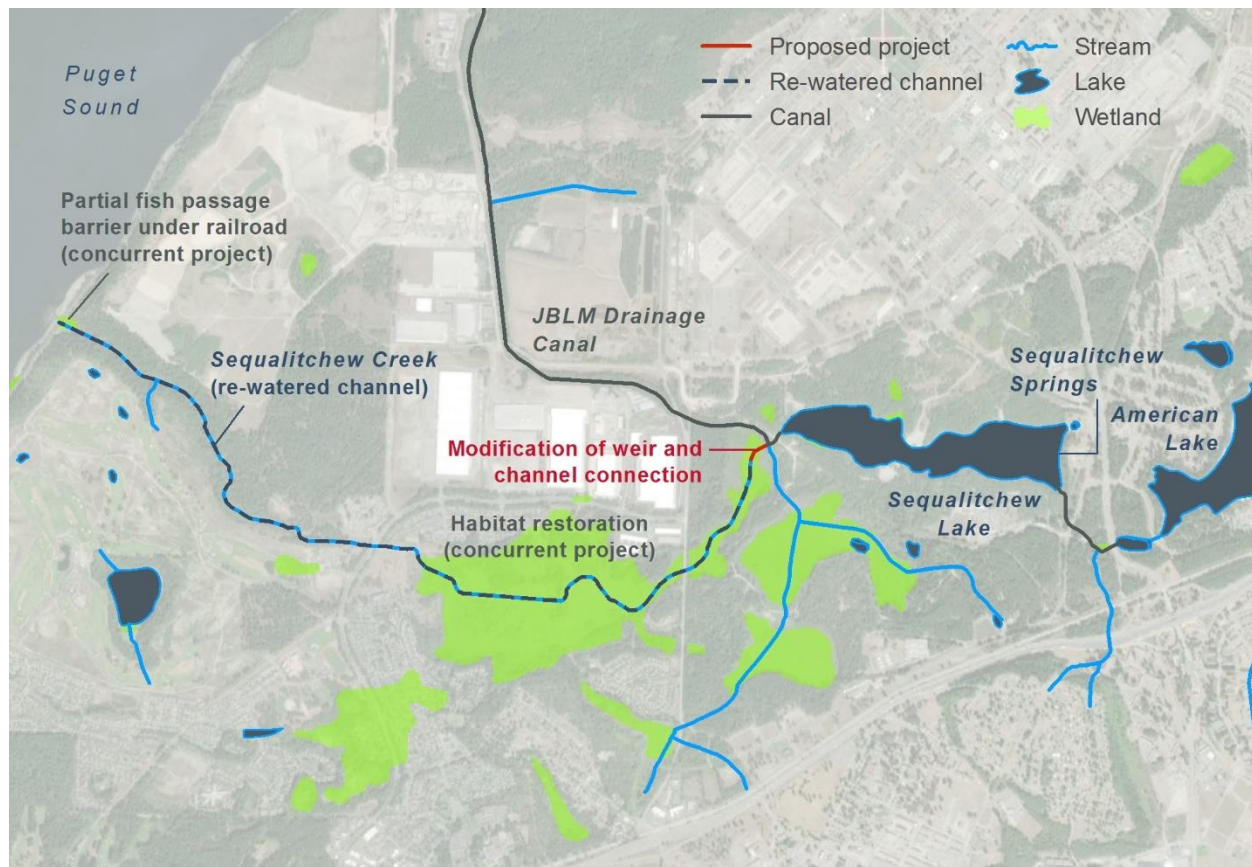 Puget
Sound
Proposed project
Re-watered channel
Canal
Stream
Lake
Wetland
Partial fish passage
barrier under railroad
(concurrent project)
JBLM Drainage
Canal
Sequalitchew Creek
(re-watered channel)
Sequalitchew
Springs
American
Lake
Modification of weir and
channel connection
Sequalitchew
Lake
Habitat restoration
(concurrent project)